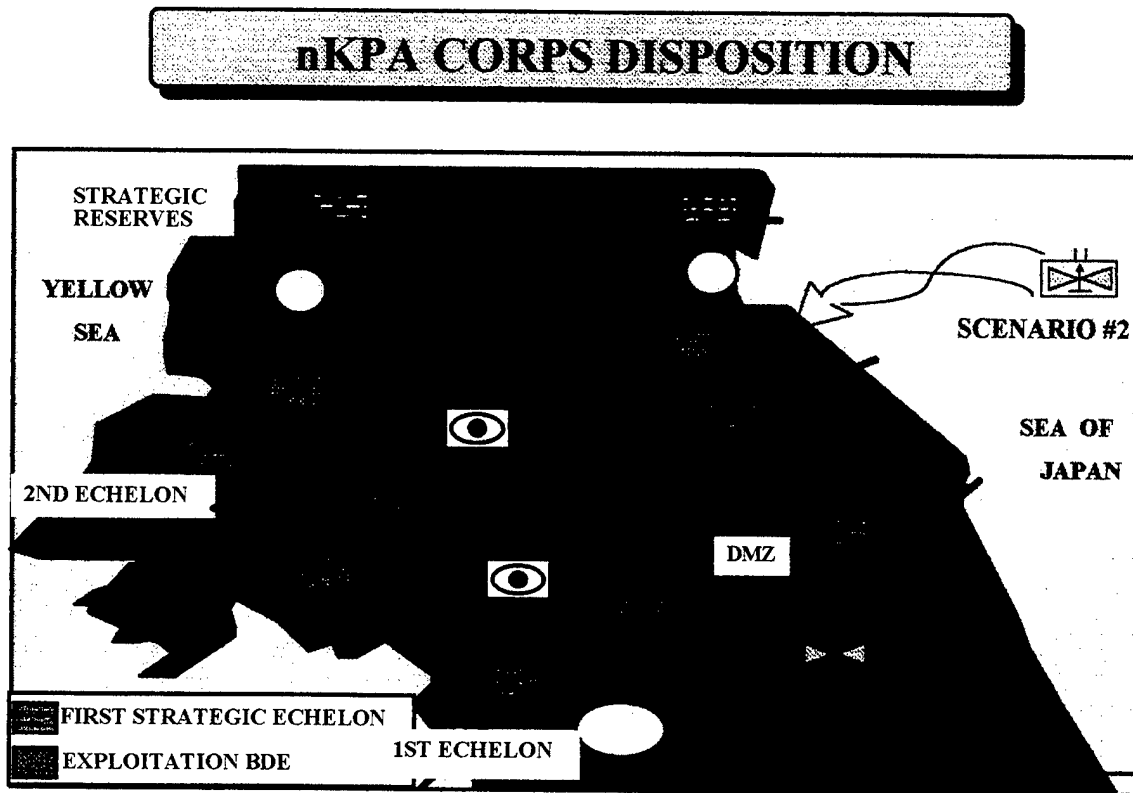 nKPA CORPS DISPOSITION
STRATEGIC
RESERVES
YELLOW
SEA
SCENARIO #2
SEA OF
JAPAN
2ND ECHELON
DMZ
FIRST STRATEGIC ECHELON
EXPLOITATION BDE
1ST ECHELON